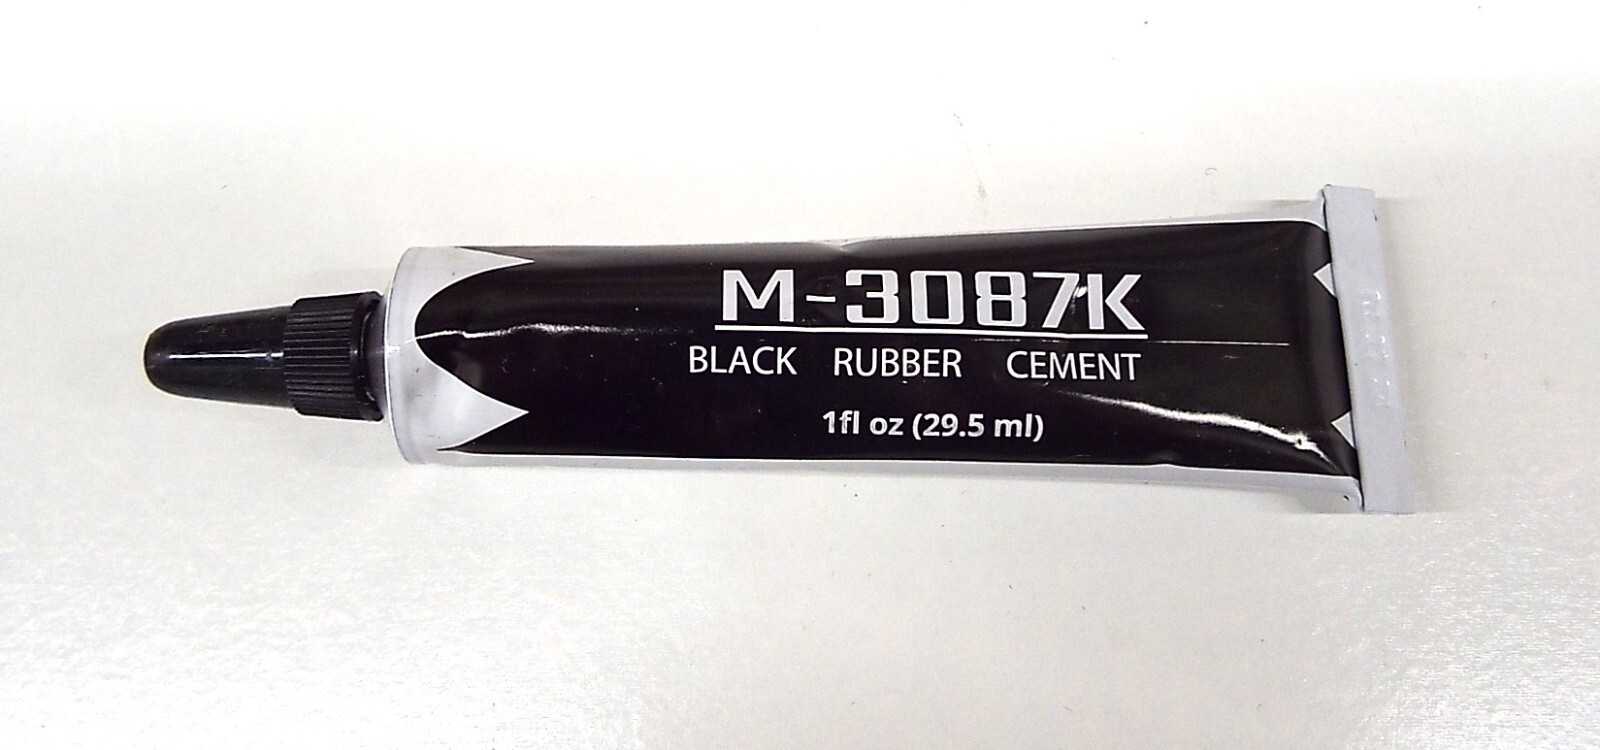 M-3087K
BLACK RUBBER CEMENT
1fl oz (29.5 ml)